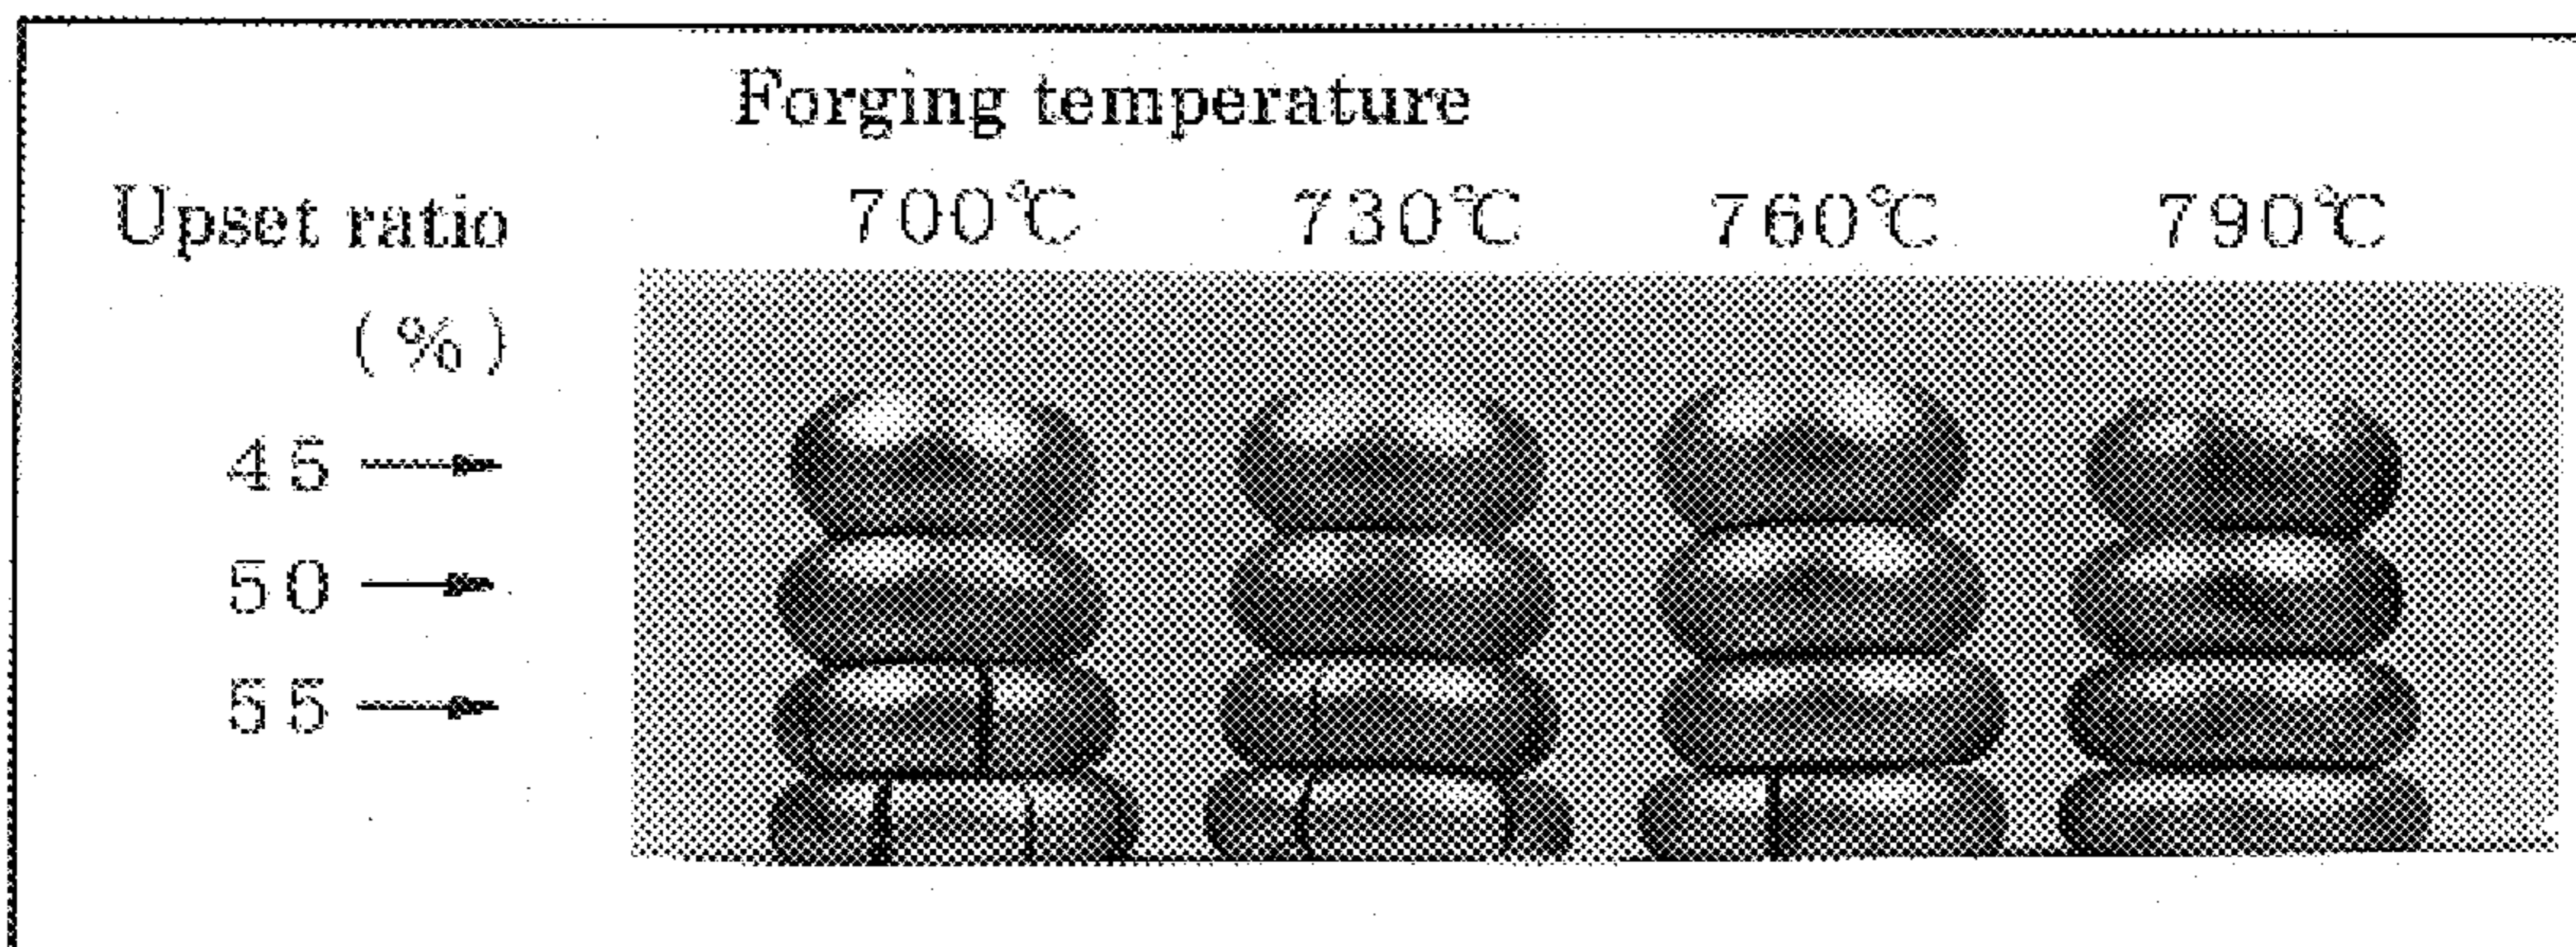 Forging temperature
Upset ratio 700℃ 730℃ 760℃ 790℃
(%)
45
50
55